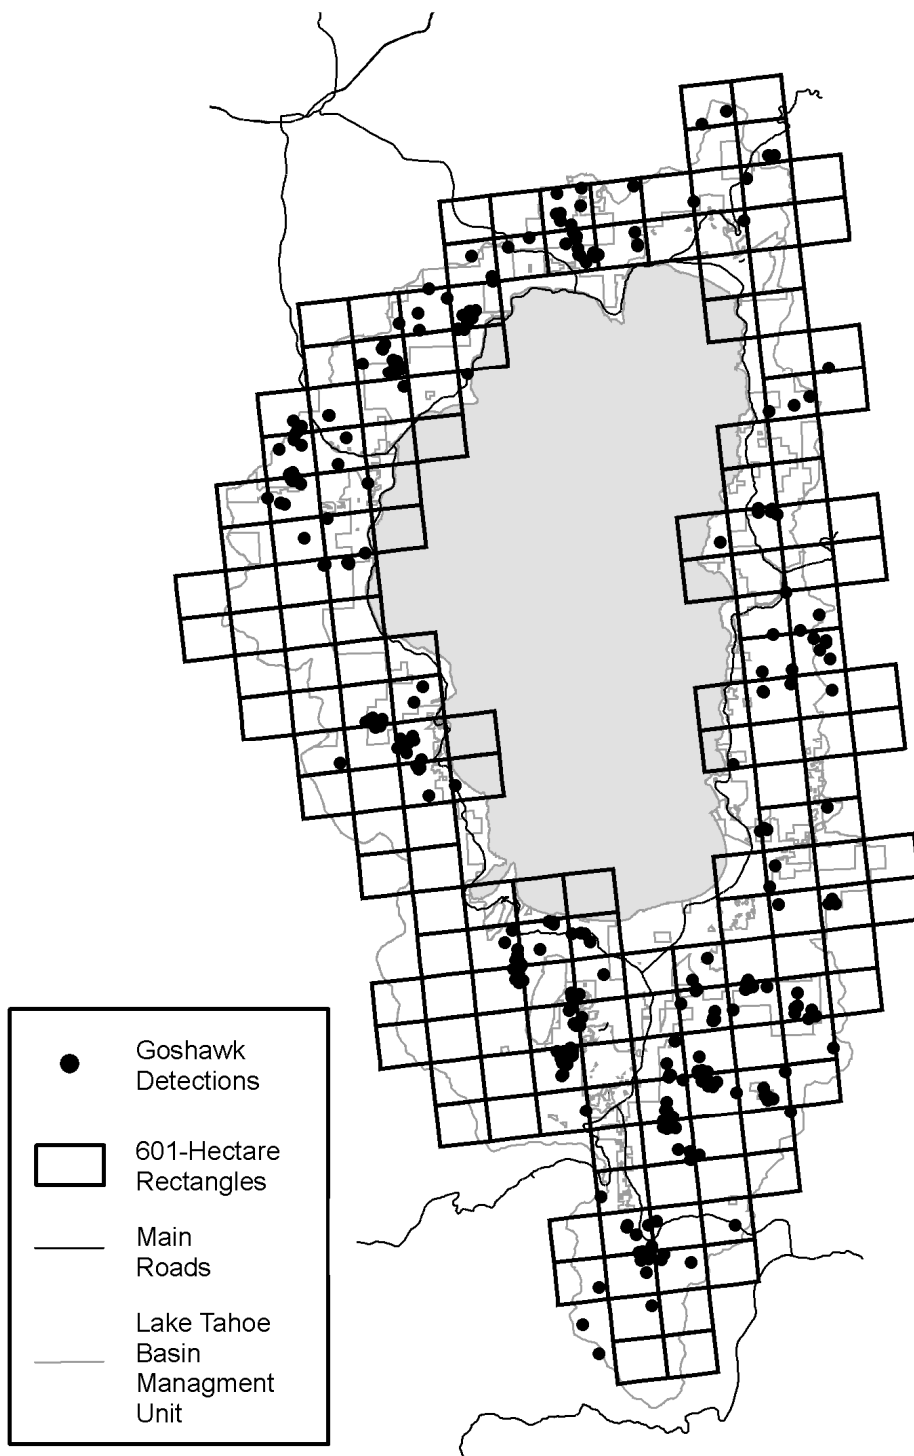 Goshawk
Detections
601-Hectare
Rectangles
Main
Roads
Lake Tahoe
Basin
Managment
Unit